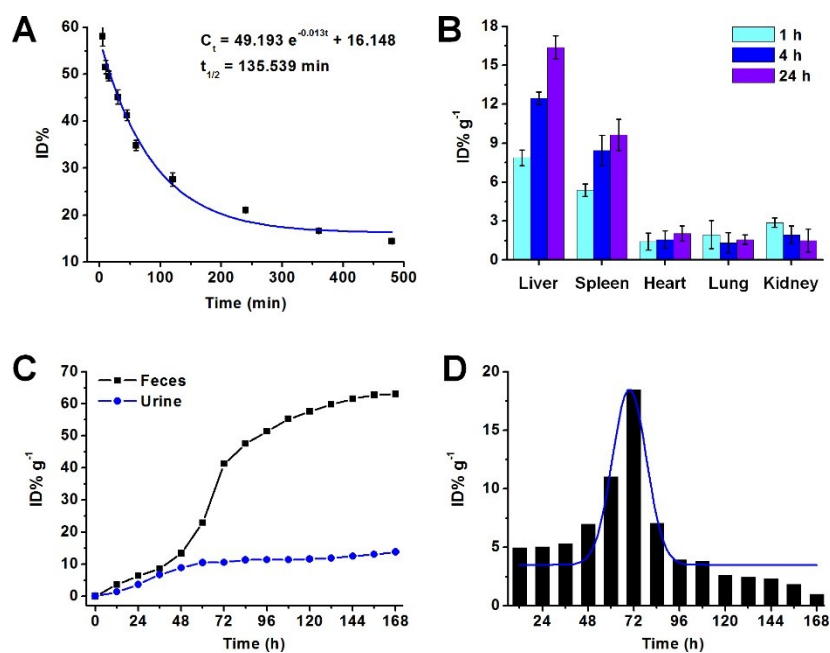 A
C_t = 49.193 e^-0.013t + 16.148
t_1/2 = 135.539 min
ID%
60
50
40
30
20
10
0 100 200 300 400 500
Time (min)
B
1 h
4 h
24 h
ID% g^-1
18
15
12
9
6
3
0
Liver Spleen Heart Lung Kidney
C
Feces
Urine
ID% g^-1
70
60
50
40
30
20
10
0
0 24 48 72 96 120 144 168
Time (h)
D
ID% g^-1
20
15
10
5
0
24 48 72 96 120 144 168
Time (h)